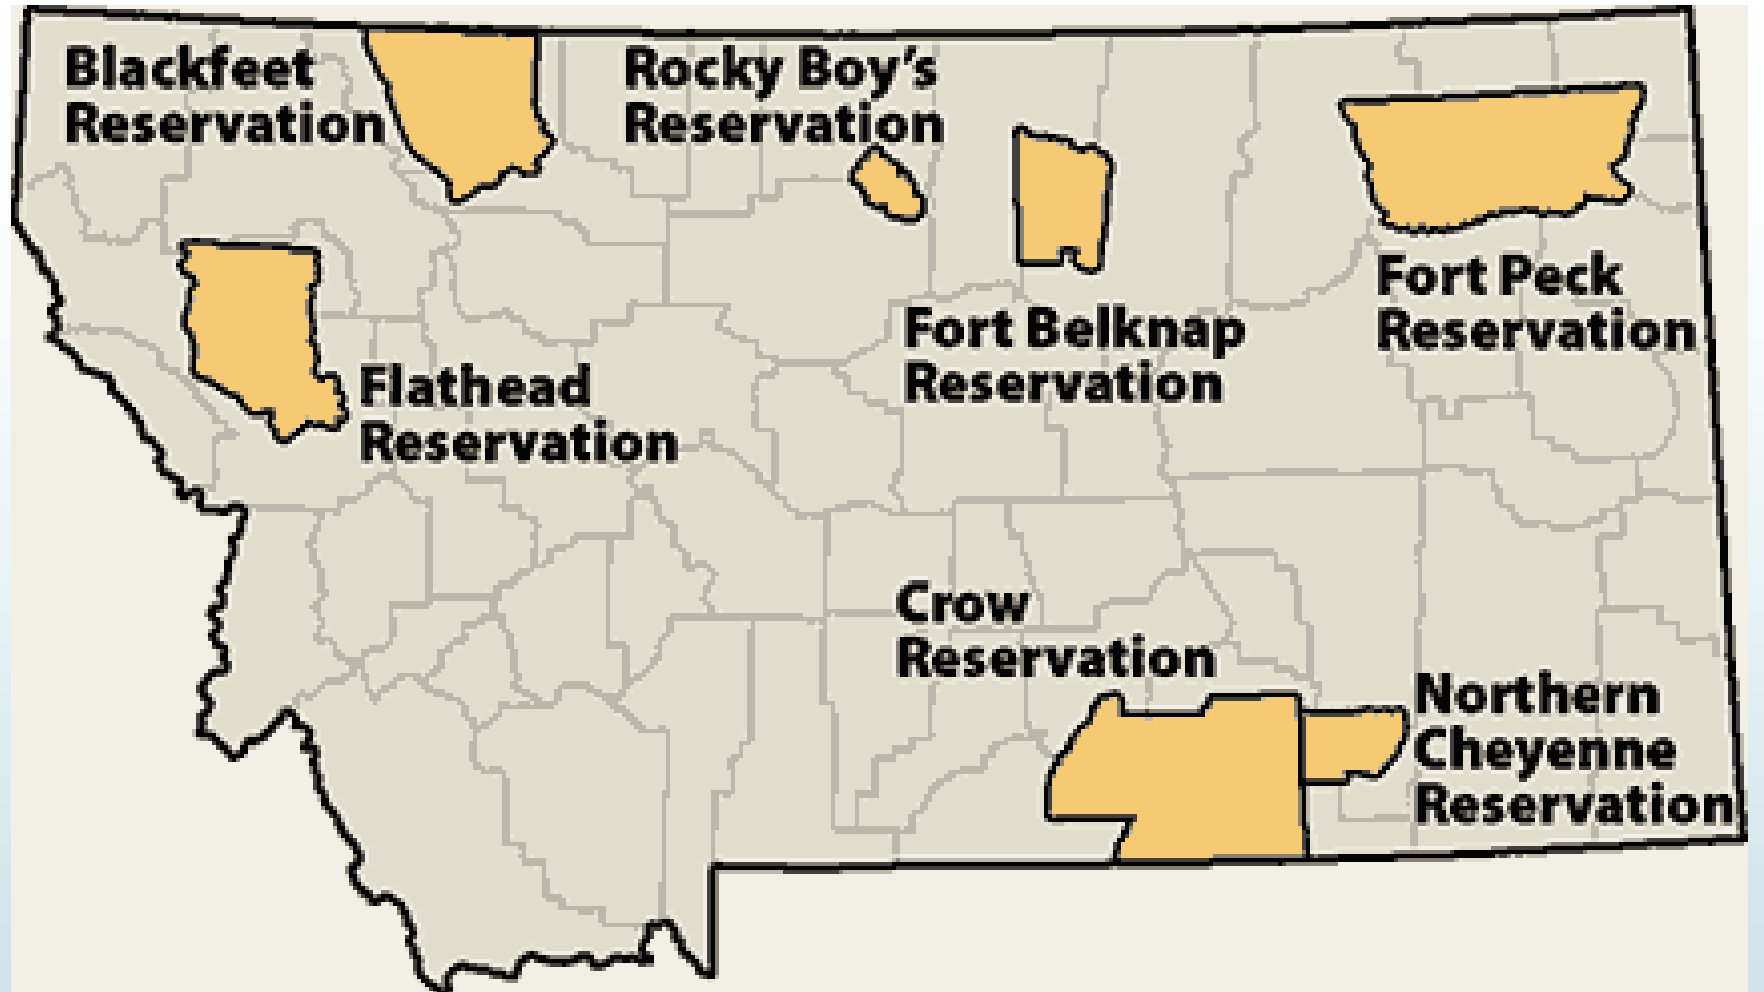 Blackfeet
Reservation
Rocky Boy's
Reservation
Fort Peck
Reservation
Fort Belknap
Reservation
Flathead
Reservation
Crow
Reservation
Northern
Cheyenne
Reservation